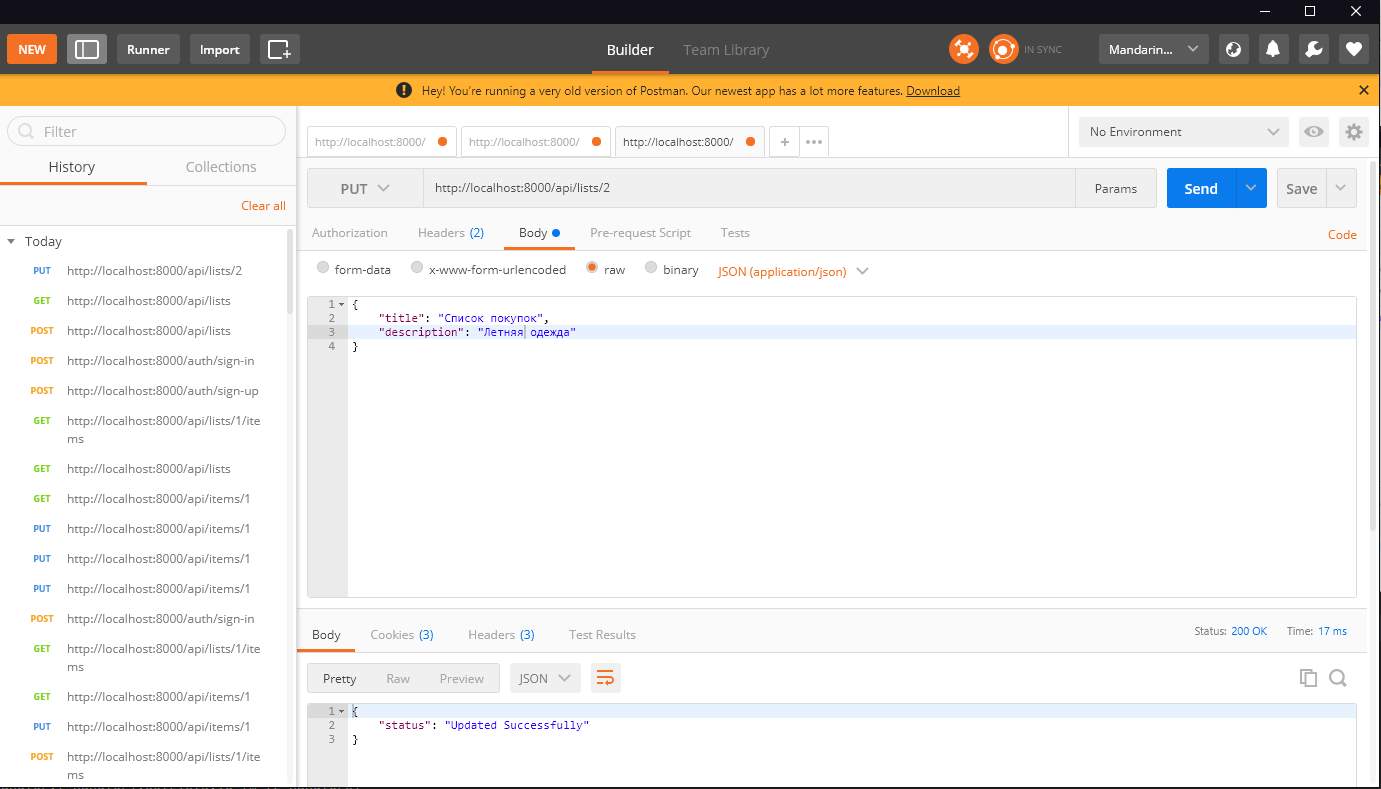 NEW Runner Import Builder Team Library IN SYNC Mandarin...
Hey! You're running a very old version of Postman. Our newest app has a lot more features. Download
Filter
History Collections
Clear all
Today
PUT http://localhost:8000/api/lists/2
GET http://localhost:8000/api/lists
POST http://localhost:8000/api/lists
POST http://localhost:8000/auth/sign-in
POST http://localhost:8000/auth/sign-up
GET http://localhost:8000/api/lists/1/ite
ms
GET http://localhost:8000/api/lists
GET http://localhost:8000/api/items/1
PUT http://localhost:8000/api/items/1
PUT http://localhost:8000/api/items/1
PUT http://localhost:8000/api/items/1
POST http://localhost:8000/auth/sign-in
GET http://localhost:8000/api/lists/1/ite
ms
GET http://localhost:8000/api/items/1
PUT http://localhost:8000/api/items/1
POST http://localhost:8000/api/lists/1/ite
ms
http://localhost:8000/ http://localhost:8000/ http://localhost:8000/ + •••
No Environment
PUT http://localhost:8000/api/lists/2 Params Send Save
Authorization Headers (2) Body Pre-request Script Tests Code
form-data x-www-form-urlencoded raw binary JSON (application/json)
1 {
2 "title": "Список покупок",
3 "description": "Летняя одежда"
4 }
Body Cookies (3) Headers (3) Test Results Status: 200 OK Time: 17 ms
Pretty Raw Preview JSON
1 {
2 "status": "Updated Successfully"
3 }